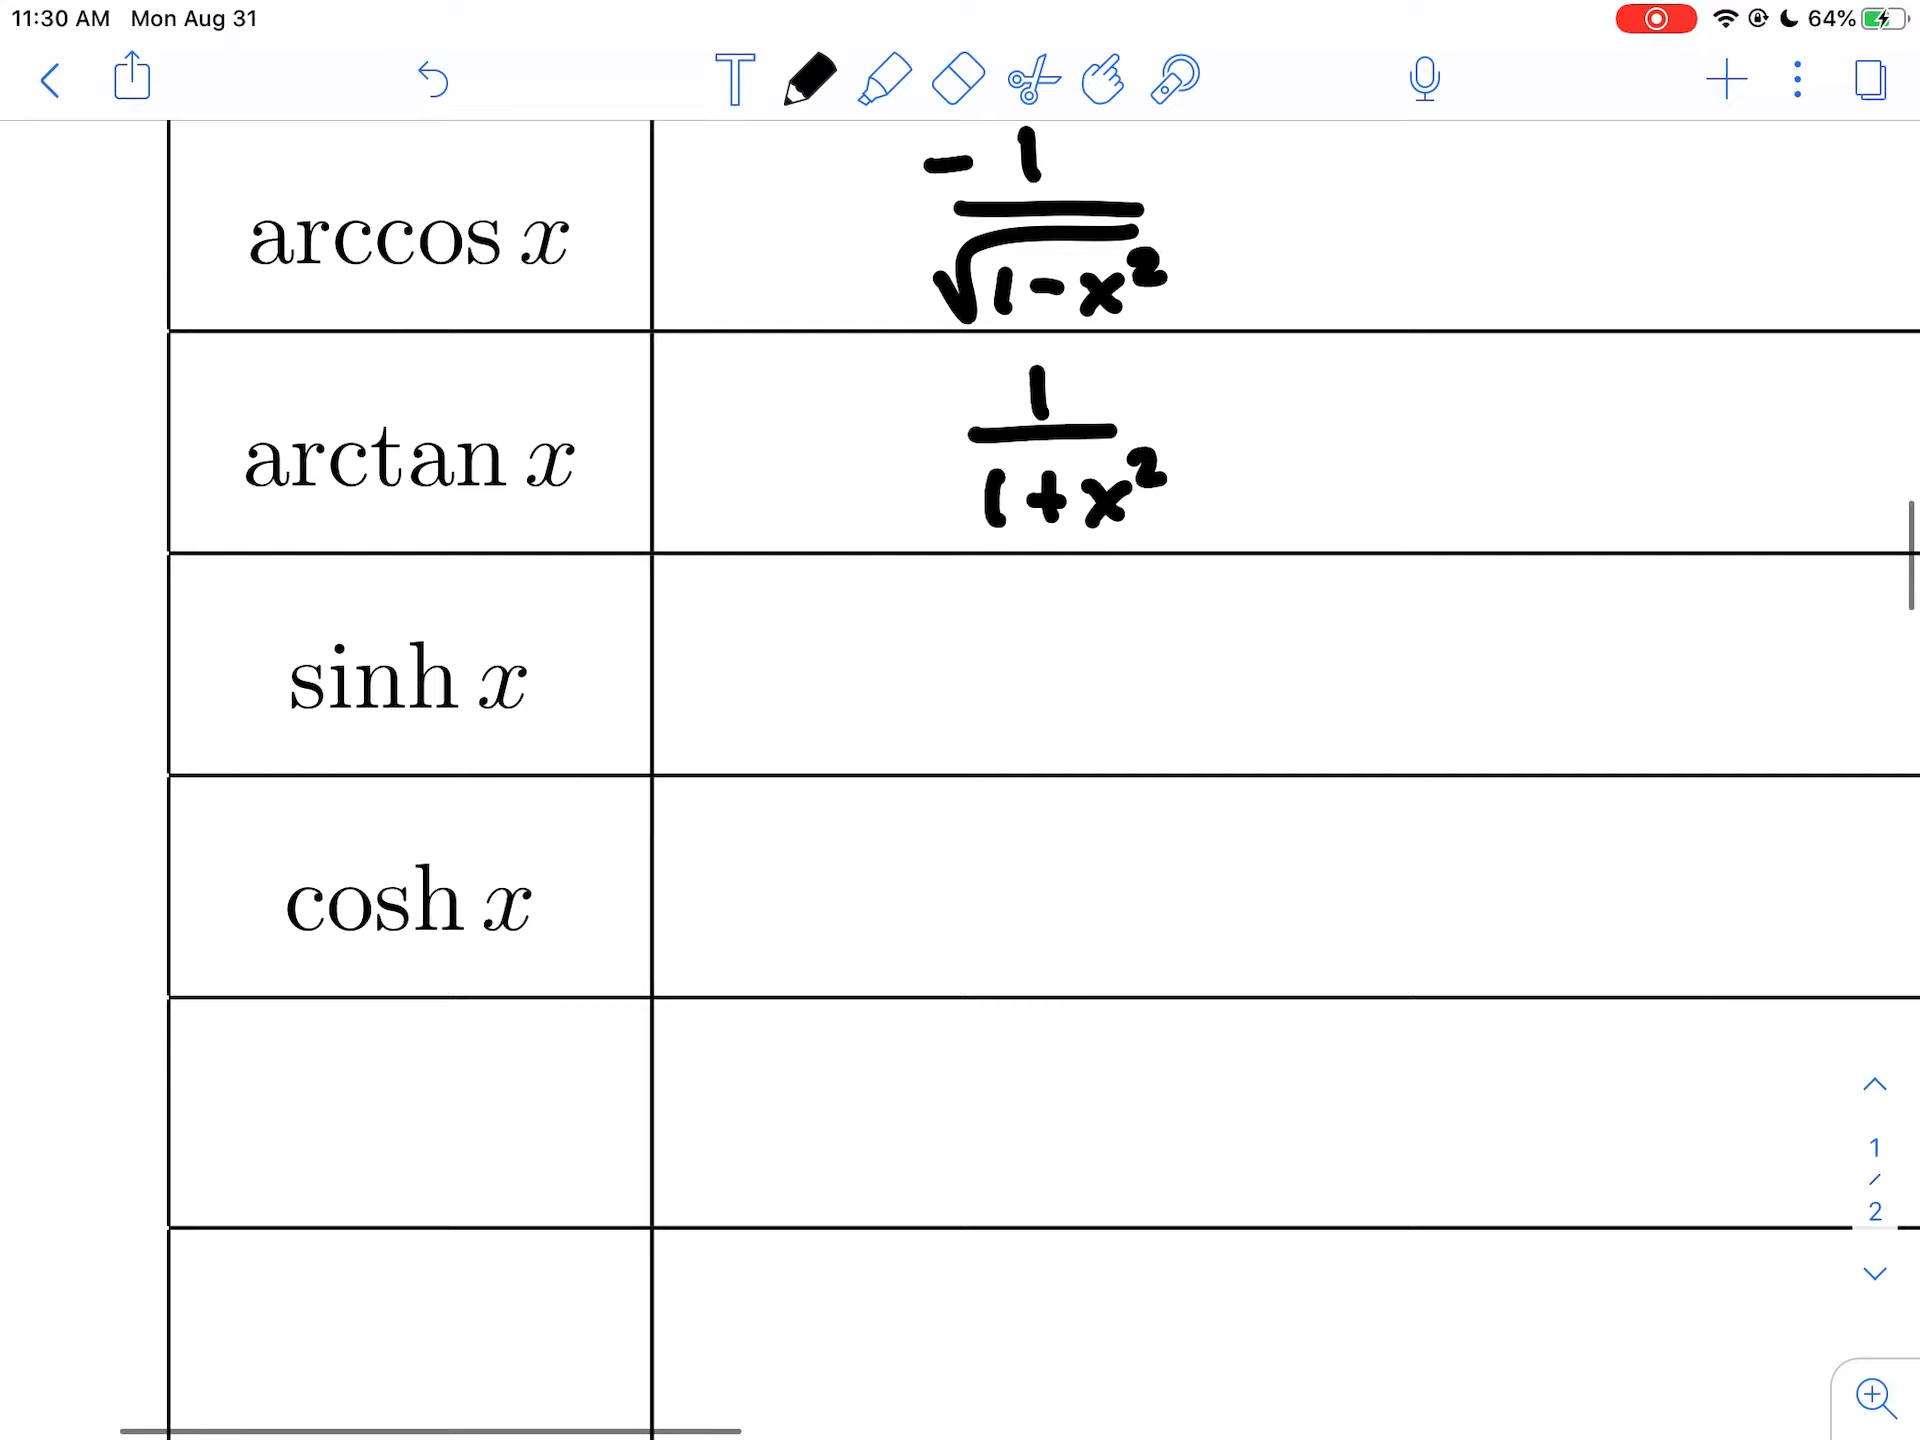 11:30 AM Mon Aug 31 64%
T
arccos x
- 1
√1-x²
arctan x
1
1+x²
sinh x
cosh x
1
/
2